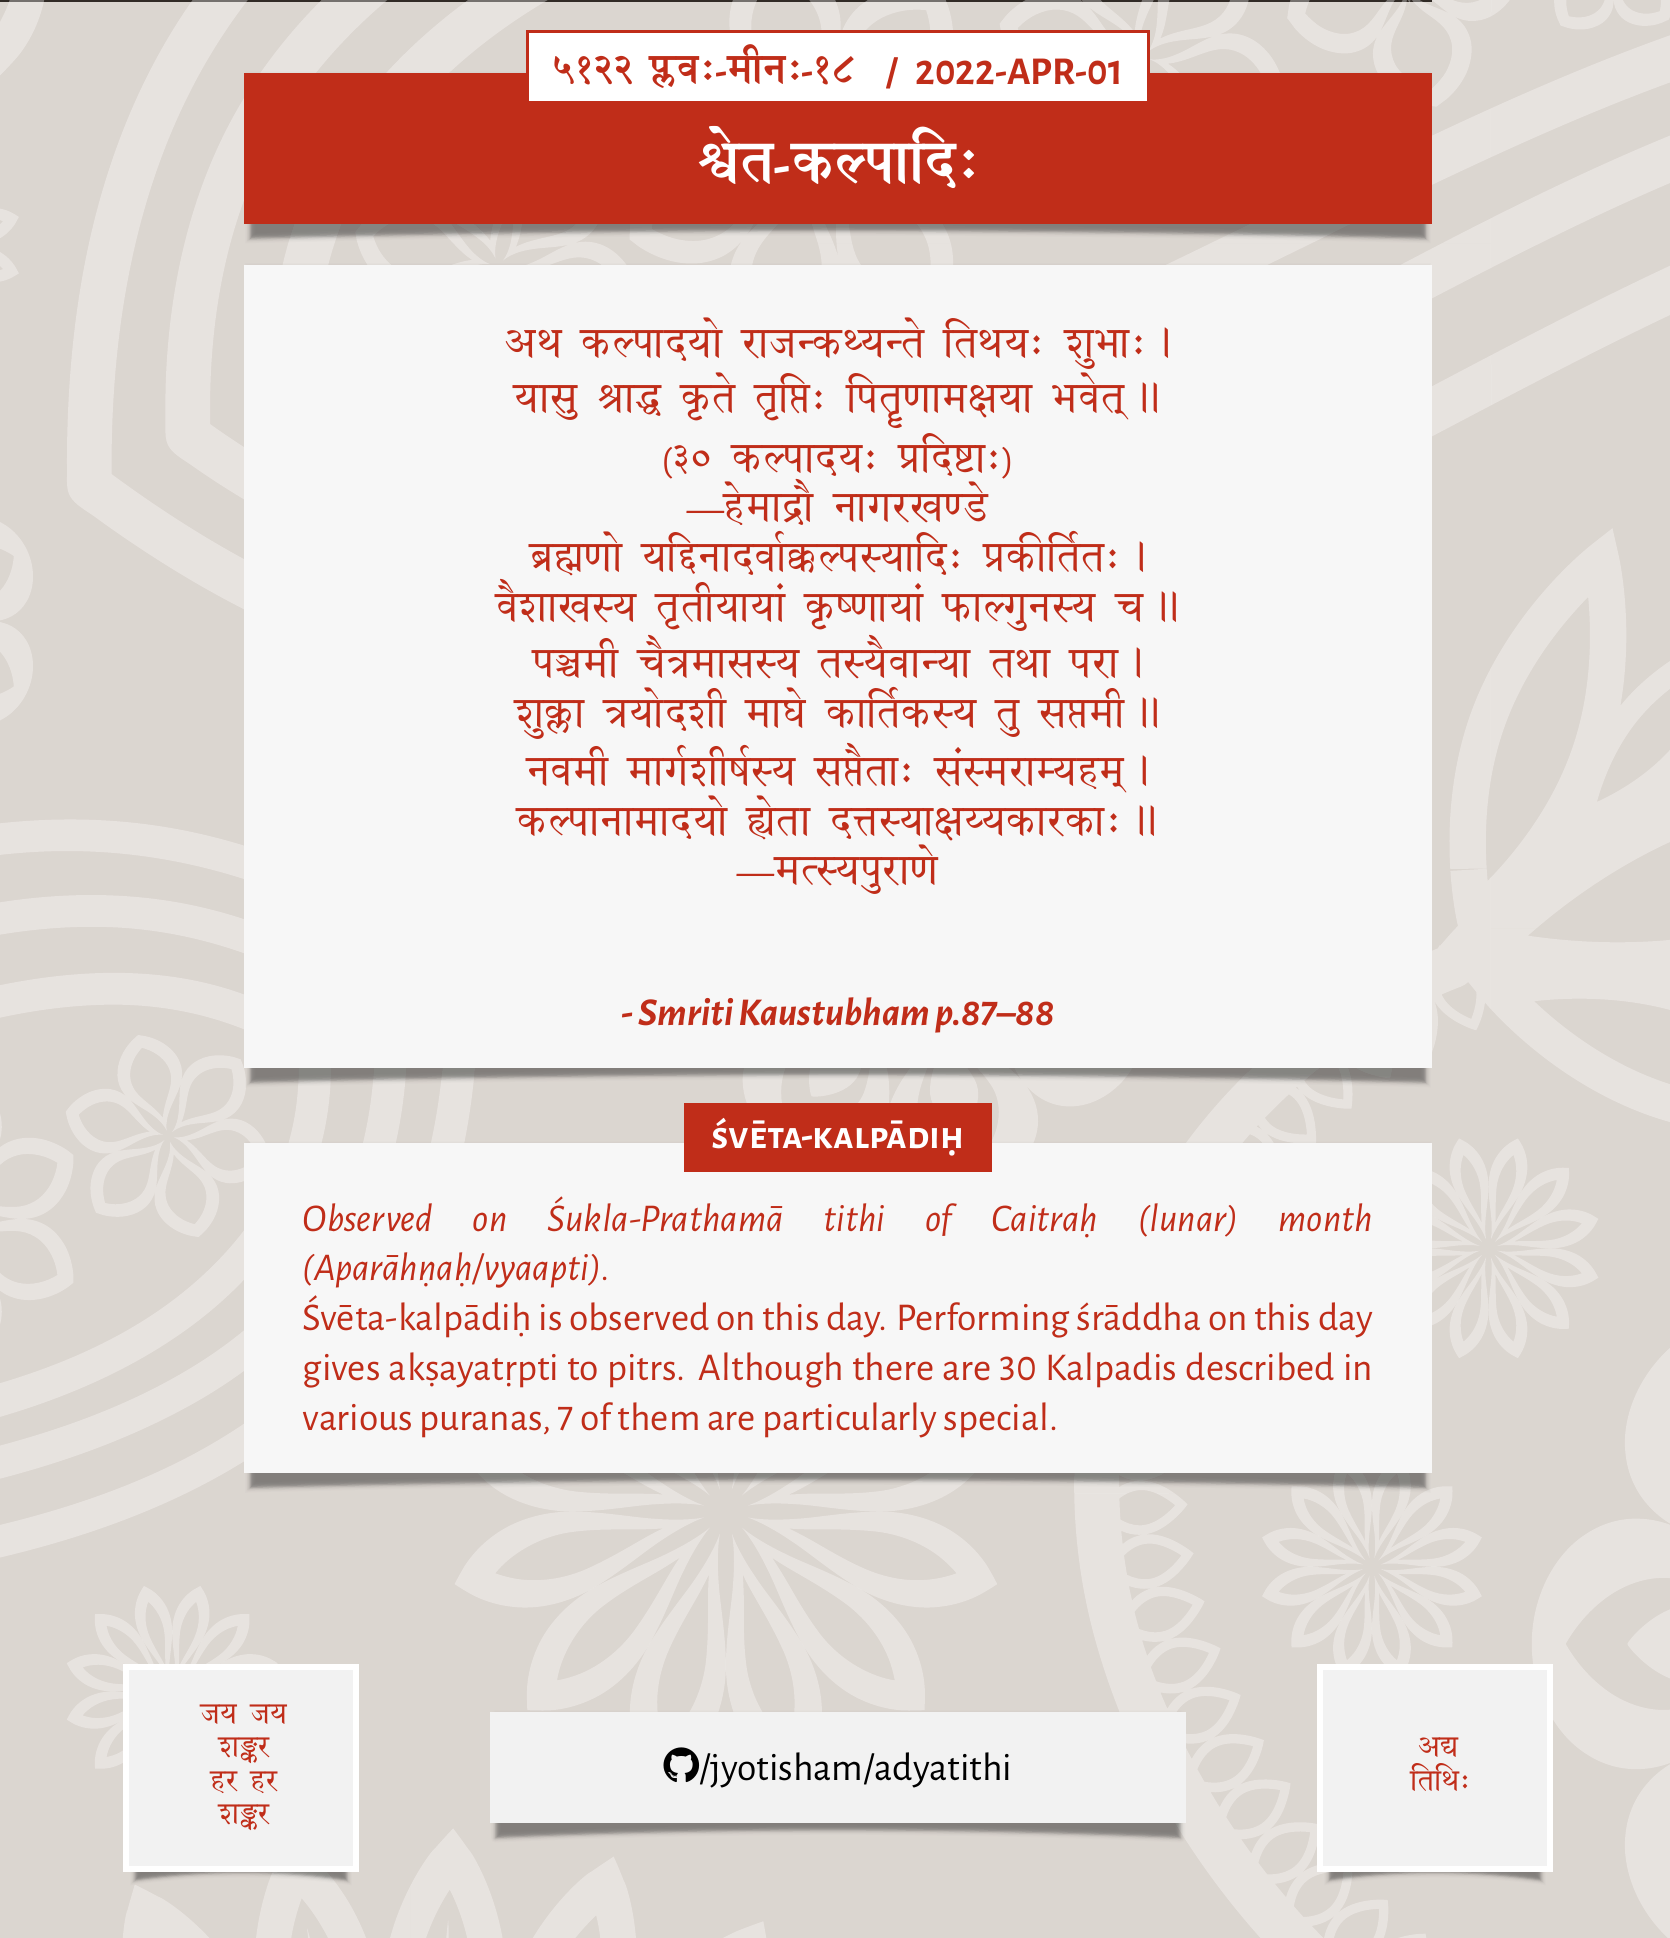 ५१२२ प्लवः-मीनः-१८ / 2022-APR-01
श्वेत-कल्पादिः
अथ कल्पादयो राजन्कथ्यन्ते तिथयः शुभाः ।
यासु श्राद्ध कृते तृप्तिः पितॄणामक्षया भवेत् ॥
(३० कल्पादयः प्रदिष्टाः)
—हेमाद्रौ नागरखण्डे
ब्रह्मणो यद्दिनादर्वाक्कल्पस्यादिः प्रकीर्तितः ।
वैशाखस्य तृतीयायां कृष्णायां फाल्गुनस्य च ॥
पञ्चमी चैत्रमासस्य तस्यैवान्या तथा परा ।
शुक्ला त्रयोदशी माघे कार्तिकस्य तु सप्तमी ॥
नवमी मार्गशीर्षस्य सप्तैताः संस्मराम्यहम् ।
कल्पानामादयो ह्येता दत्तस्याक्षय्यकारकाः ॥
—मत्स्यपुराणे
- Smriti Kaustubham p.87–88
ŚVĒTA-KALPĀDIḤ
Observed on Śukla-Prathamā tithi of Caitraḥ (lunar) month
(Aparāhṇaḥ/vyaapti).
Śvēta-kalpādiḥ is observed on this day. Performing śrāddha on this day
gives akṣayatṛpti to pitrs. Although there are 30 Kalpadis described in
various puranas, 7 of them are particularly special.
जय जय
शङ्कर
हर हर
शङ्कर
/jyotisham/adyatithi
अद्य
तिथिः